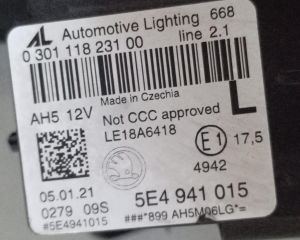 AL Automotive Lighting 668
0 301 118 231 00 line 2.1
Made in Czechia
AH5 12V Not CCC approved L
LE18A6418
E1 17,5
4942
05.01.21
0279 09S 5E4 941 015
#5E4941015 ###*899 AH5M06LG*=